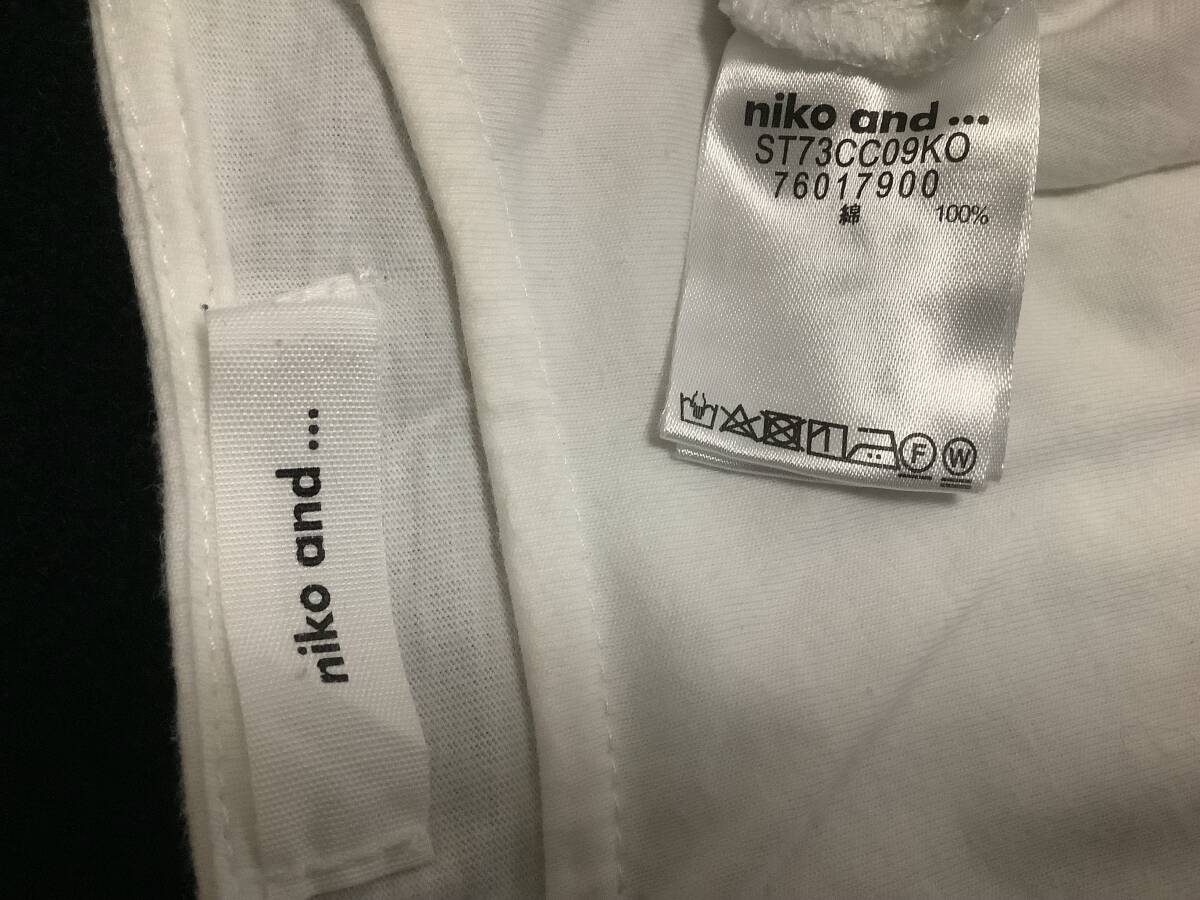 niko and ...
niko and ...
ST73CC09KO
76017900
綿 100%
F W